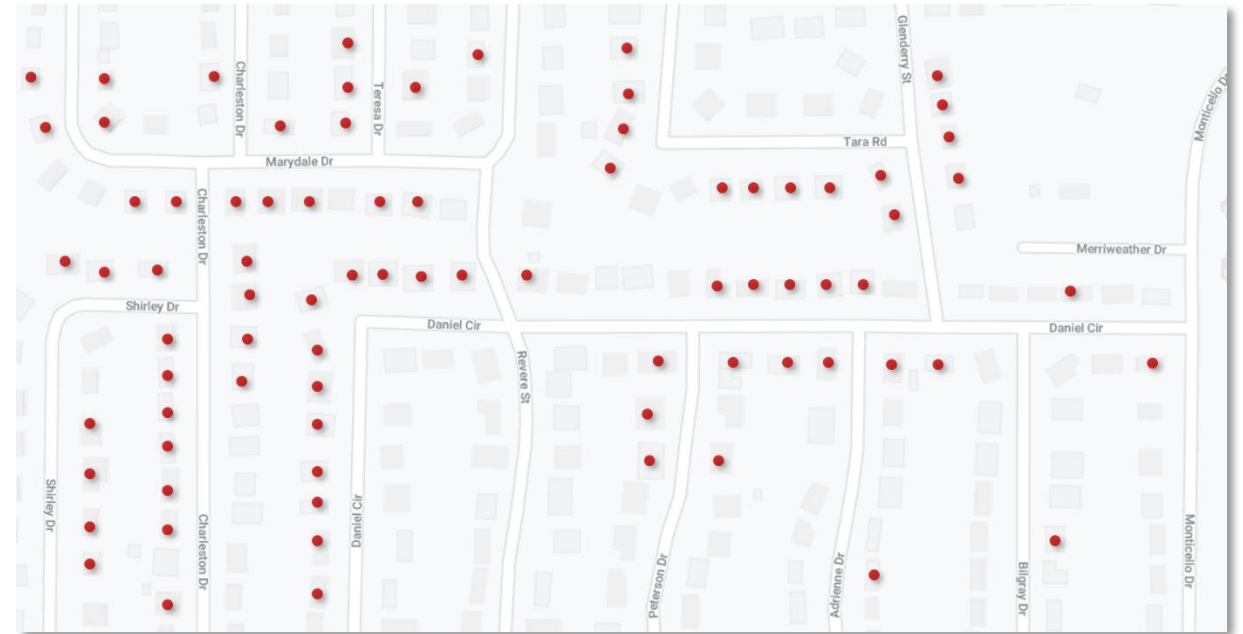 Glenderry St
Charleston Dr
Teresa Dr
Monticello Dr
Tara Rd
Marydale Dr
Charleston Dr
Merriweather Dr
Shirley Dr
Daniel Cir
Daniel Cir
Revere St
Shirley Dr
Charleston Dr
Daniel Cir
Peterson Dr
Adrienne Dr
Bilgray Dr
Monticello Dr